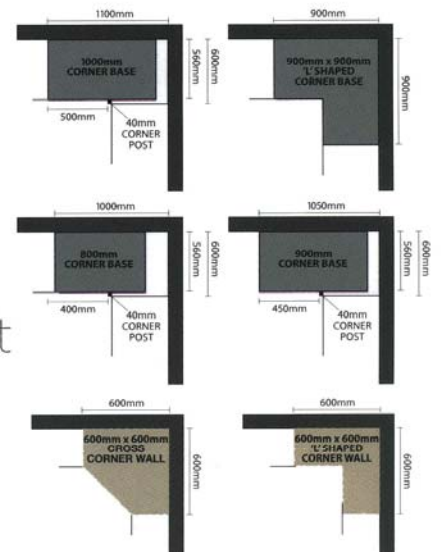 1100mm
1000mm
CORNER BASE
560mm
600mm
500mm
40mm
CORNER
POST
900mm
900mm x 900mm
'L' SHAPED
CORNER BASE
900mm
1000mm
800mm
CORNER BASE
560mm
600mm
400mm
40mm
CORNER
POST
1050mm
900mm
CORNER BASE
560mm
600mm
450mm
40mm
CORNER
POST
t
600mm
600mm x 600mm
CROSS
CORNER WALL
600mm
600mm
600mm x 600mm
'L' SHAPED
CORNER WALL
600mm